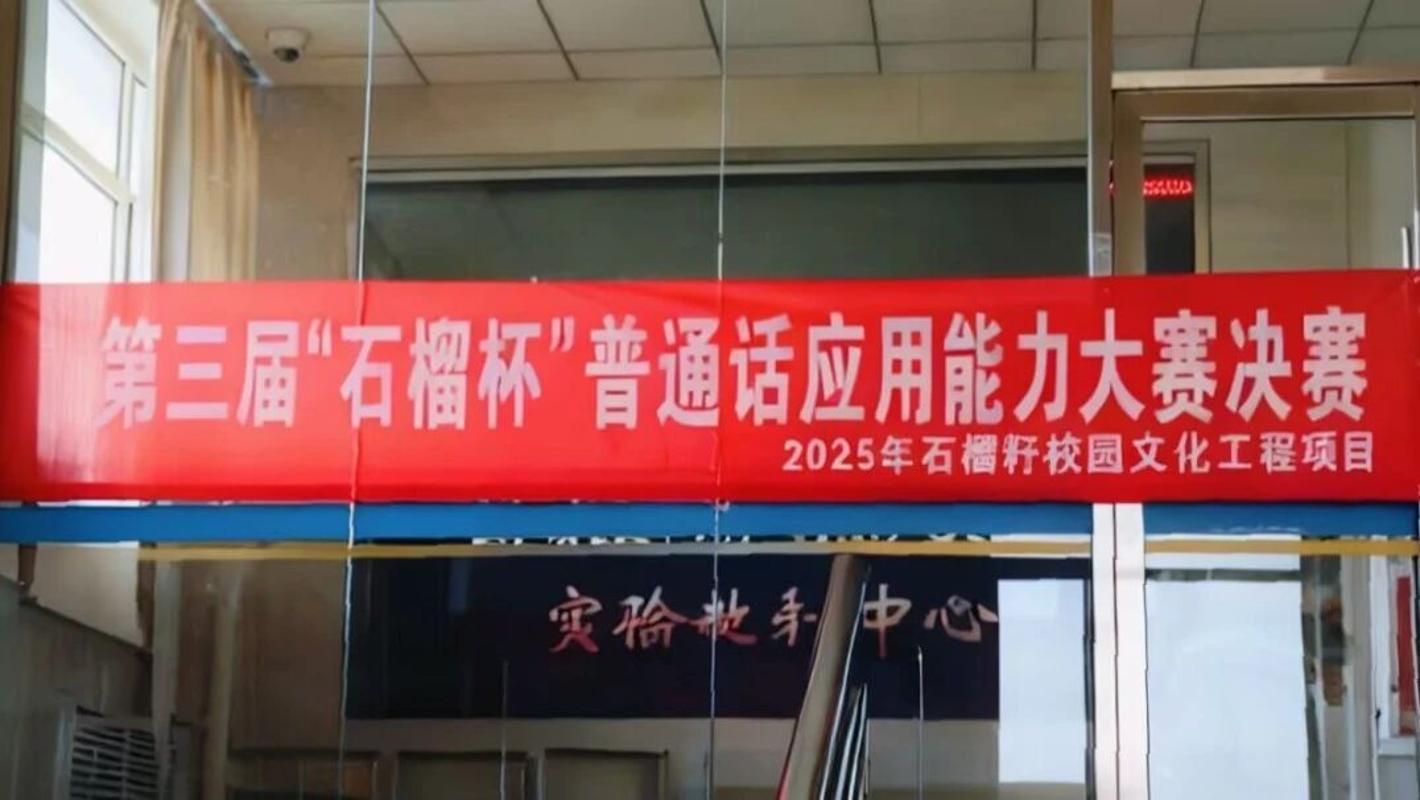 第三届“石榴杯”普通话应用能力大赛决赛
2025年石榴籽校园文化工程项目
实验教学中心